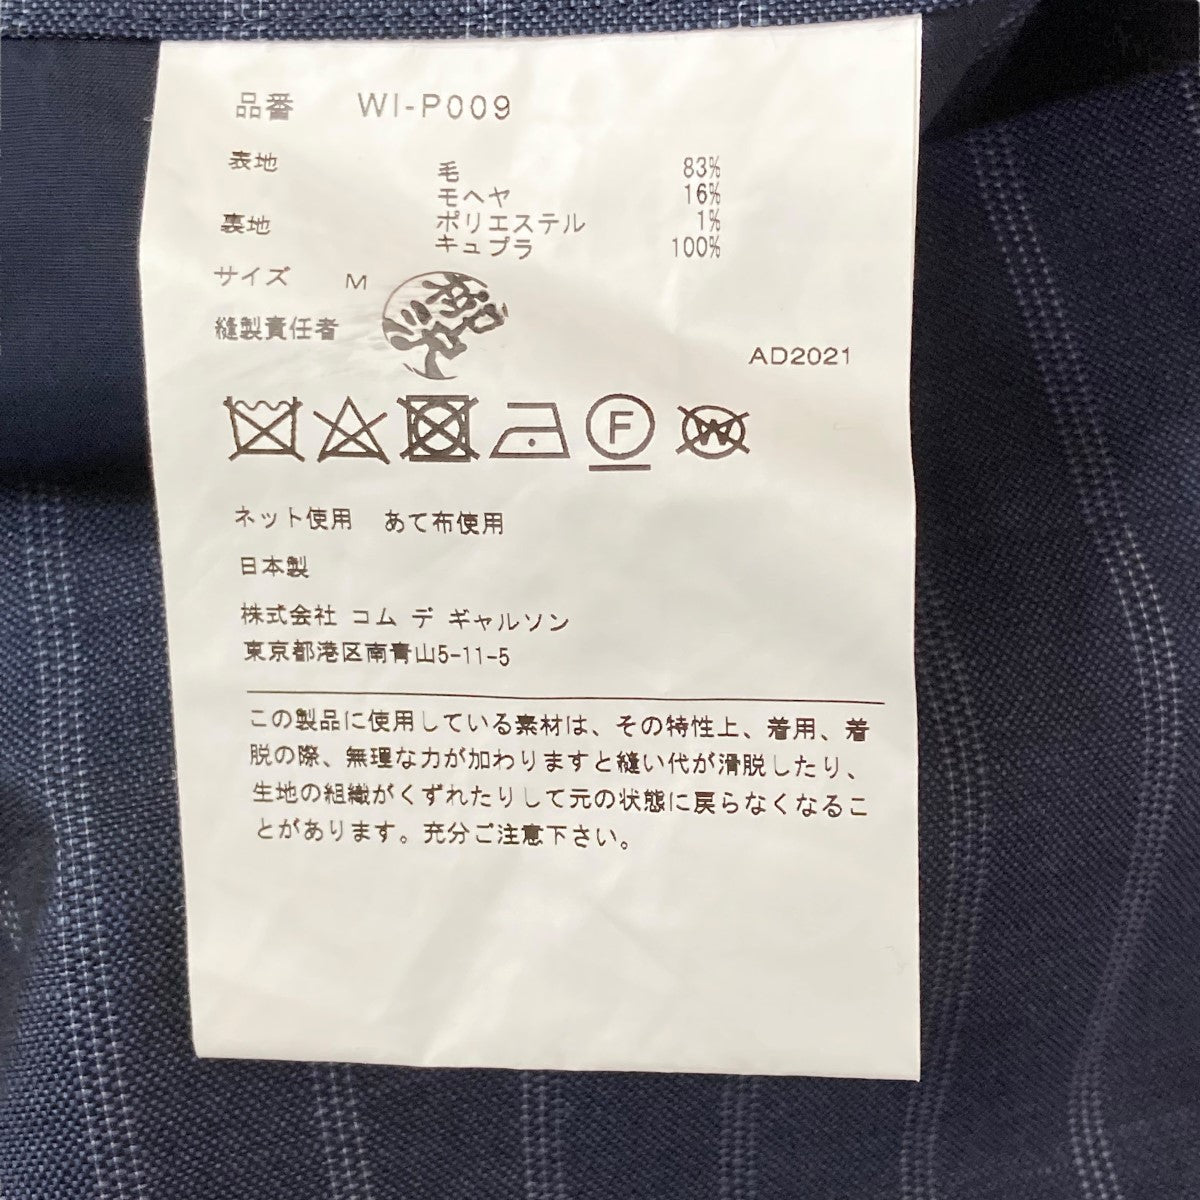 品番 WI-P009
表地 毛 83%
モヘヤ 16%
ポリエステル 1%
裏地 キュプラ 100%
サイズ M
縫製責任者
AD2021
F
W
ネット使用 あて布使用
日本製
株式会社 コム デ ギャルソン
東京都港区南青山5-11-5
この製品に使用している素材は、その特性上、着用、着
脱の際、無理な力が加わりますと縫い代が滑脱したり、
生地の組織がくずれたりして元の状態に戻らなくなるこ
とがあります。充分ご注意下さい。